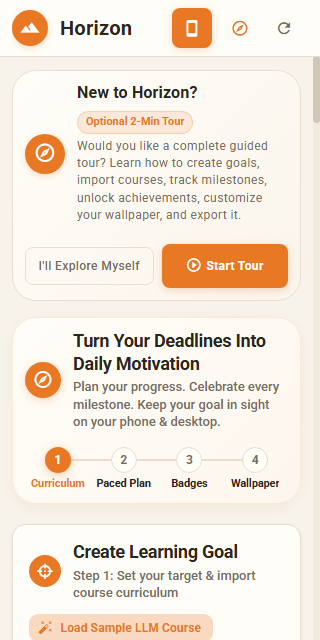 Horizon
New to Horizon?
Optional 2-Min Tour
Would you like a complete guided
tour? Learn how to create goals,
import courses, track milestones,
unlock achievements, customize
your wallpaper, and export it.
I'll Explore Myself
Start Tour
Turn Your Deadlines Into
Daily Motivation
Plan your progress. Celebrate every
milestone. Keep your goal in sight
on your phone & desktop.
1 2 3 4
Curriculum Paced Plan Badges Wallpaper
Create Learning Goal
Step 1: Set your target & import
course curriculum
Load Sample LLM Course